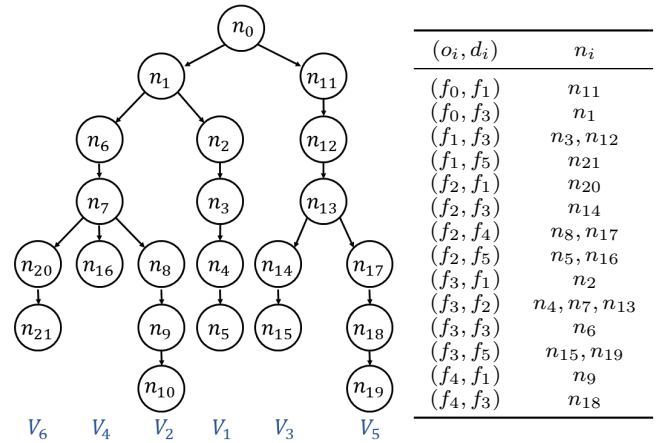 n₀
n₁ n₁₁
n₆ n₂ n₁₂
n₇ n₃ n₁₃
n₂₀ n₁₆ n₈ n₄ n₁₄ n₁₇
n₂₁ n₉ n₅ n₁₅ n₁₈
n₁₀ n₁₉
V₆ V₄ V₂ V₁ V₃ V₅
(oᵢ, dᵢ) nᵢ
(f₀, f₁) n₁₁
(f₀, f₃) n₁
(f₁, f₃) n₃, n₁₂
(f₁, f₅) n₂₁
(f₂, f₁) n₂₀
(f₂, f₃) n₁₄
(f₂, f₄) n₈, n₁₇
(f₂, f₅) n₅, n₁₆
(f₃, f₁) n₂
(f₃, f₂) n₄, n₇, n₁₃
(f₃, f₃) n₆
(f₃, f₅) n₁₅, n₁₉
(f₄, f₁) n₉
(f₄, f₃) n₁₈